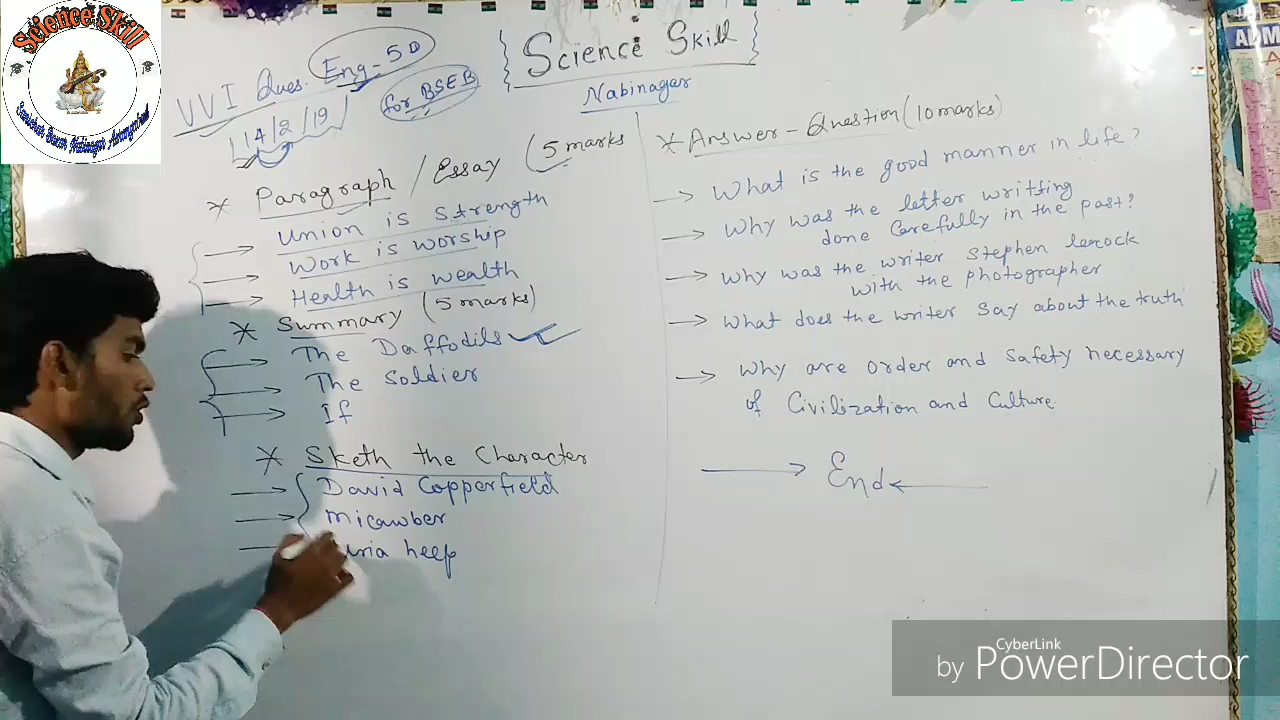 Science Skill
VVI Ques. Eng-50
for BSEB
14/2/19
Science Skill
Nabinagar
* Paragraph / Essay (5 marks
→ Union is strength
→ Work is worship
→ Health is wealth
* Summary (5 marks)
→ The Daffodils
→ The Soldier
→ If
* Sketh the Character
→ David Copperfield
→ Micawber
uria heep
* Answer-Question (10 marks)
→ What is the good manner in life?
→ Why was the letter writting
done Carefully in the past?
→ Why was the writer Stephen leacock
with the photographer
→ What does the writer Say about the truth
→ Why are order and Safety necessary
of Civilization and Culture
→ End ←
ADM
CyberLink
by PowerDirector